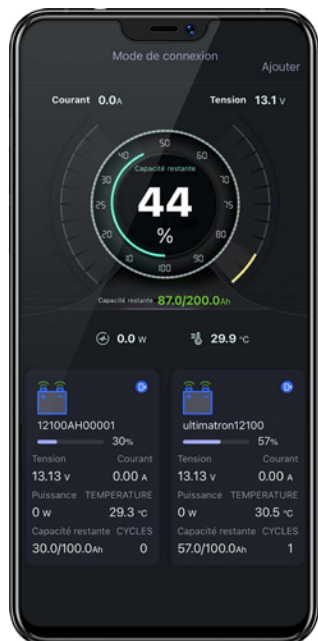 Mode de connexion
Ajouter
Courant 0.0A
Tension 13.1 V
50
40 60
Capacité restante
30 70
44
25 75
%
20 80
10 90
100
Capacité restante 87.0/200.0Ah
0.0 W
29.9 °C
12100AH00001
30%
Tension Courant
13.13 V 0.00 A
Puissance TEMPERATURE
0 W 29.3 °C
Capacité restante CYCLES
30.0/100.0Ah 0
ultimatron12100
57%
Tension Courant
13.13 V 0.00 A
Puissance TEMPERATURE
0 W 30.5 °C
Capacité restante CYCLES
57.0/100.0Ah 1